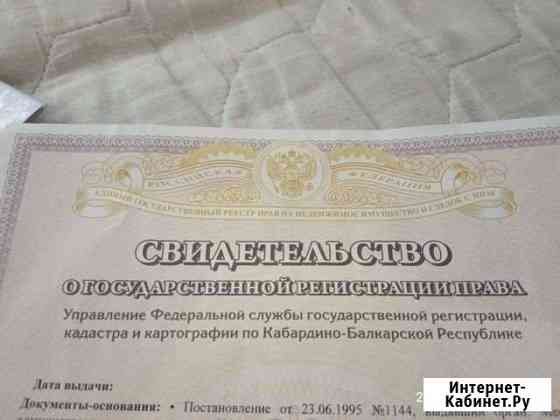 РОССИЙСКАЯ ФЕДЕРАЦИЯ
ЕДИНЫЙ ГОСУДАРСТВЕННЫЙ РЕЕСТР ПРАВ НА НЕДВИЖИМОЕ ИМУЩЕСТВО И СДЕЛОК С НИМ
СВИДЕТЕЛЬСТВО
О ГОСУДАРСТВЕННОЙ РЕГИСТРАЦИИ ПРАВА
Управление Федеральной службы государственной регистрации,
кадастра и картографии по Кабардино-Балкарской Республике
Дата выдачи:
Документы-основания: • Постановление от 23.06.1995 №1144, выдавший орган:
Интернет-
Кабинет.Ру